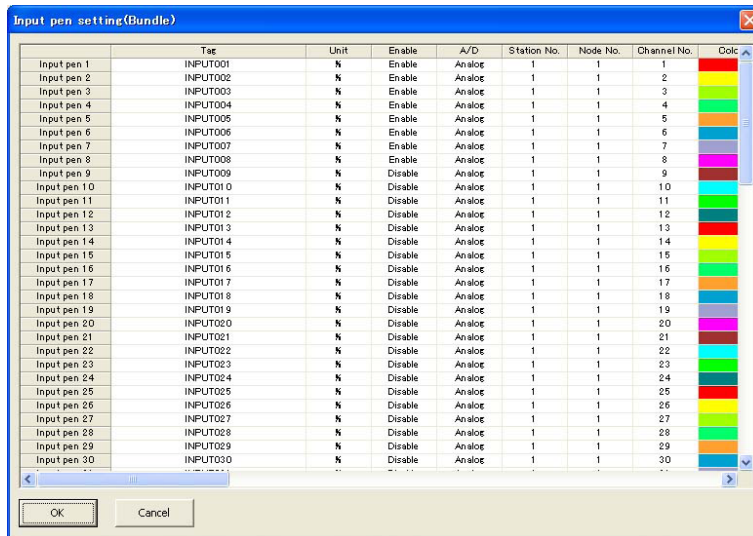 Input pen setting(Bundle)
Tag Unit Enable A/D Station No. Node No. Channel No. Colc
Input pen 1 INPUT001 % Enable Analog 1 1 1
Input pen 2 INPUT002 % Enable Analog 1 1 2
Input pen 3 INPUT003 % Enable Analog 1 1 3
Input pen 4 INPUT004 % Enable Analog 1 1 4
Input pen 5 INPUT005 % Enable Analog 1 1 5
Input pen 6 INPUT006 % Enable Analog 1 1 6
Input pen 7 INPUT007 % Enable Analog 1 1 7
Input pen 8 INPUT008 % Enable Analog 1 1 8
Input pen 9 INPUT009 % Disable Analog 1 1 9
Input pen 10 INPUT010 % Disable Analog 1 1 10
Input pen 11 INPUT011 % Disable Analog 1 1 11
Input pen 12 INPUT012 % Disable Analog 1 1 12
Input pen 13 INPUT013 % Disable Analog 1 1 13
Input pen 14 INPUT014 % Disable Analog 1 1 14
Input pen 15 INPUT015 % Disable Analog 1 1 15
Input pen 16 INPUT016 % Disable Analog 1 1 16
Input pen 17 INPUT017 % Disable Analog 1 1 17
Input pen 18 INPUT018 % Disable Analog 1 1 18
Input pen 19 INPUT019 % Disable Analog 1 1 19
Input pen 20 INPUT020 % Disable Analog 1 1 20
Input pen 21 INPUT021 % Disable Analog 1 1 21
Input pen 22 INPUT022 % Disable Analog 1 1 22
Input pen 23 INPUT023 % Disable Analog 1 1 23
Input pen 24 INPUT024 % Disable Analog 1 1 24
Input pen 25 INPUT025 % Disable Analog 1 1 25
Input pen 26 INPUT026 % Disable Analog 1 1 26
Input pen 27 INPUT027 % Disable Analog 1 1 27
Input pen 28 INPUT028 % Disable Analog 1 1 28
Input pen 29 INPUT029 % Disable Analog 1 1 29
Input pen 30 INPUT030 % Disable Analog 1 1 30
OK Cancel